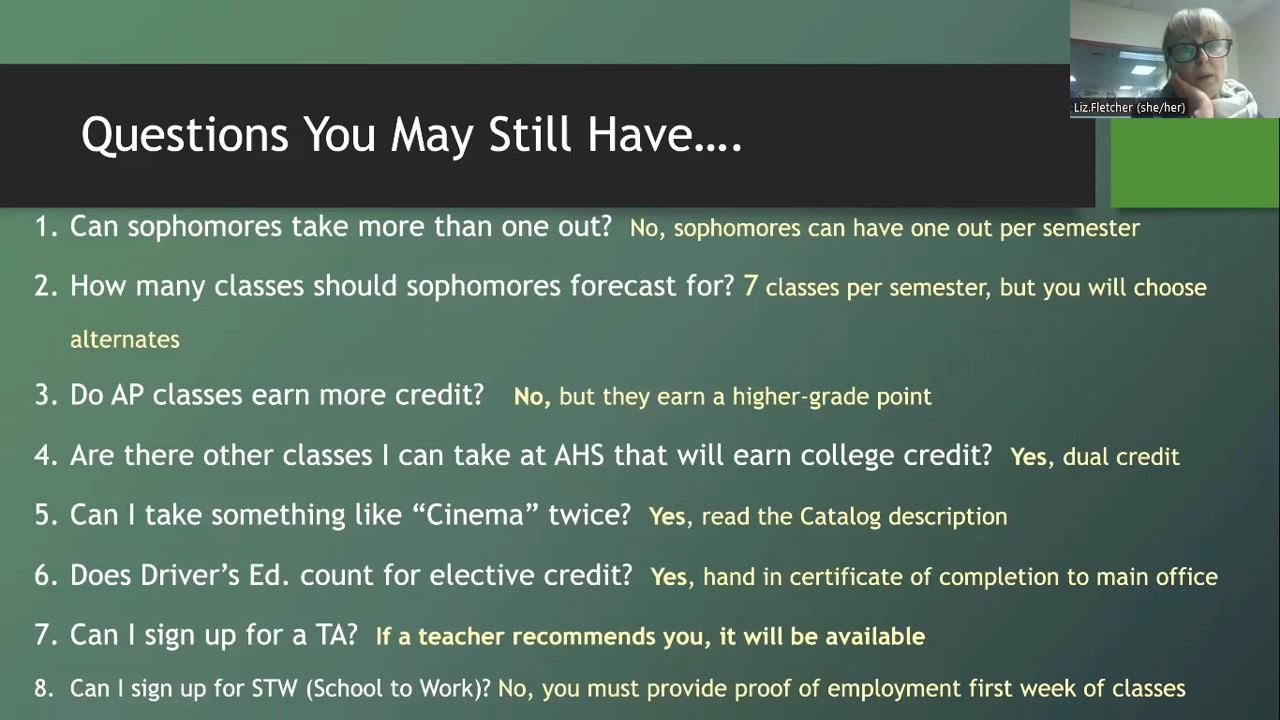 Liz.Fletcher (she/her)
Questions You May Still Have....
1. Can sophomores take more than one out? No, sophomores can have one out per semester
2. How many classes should sophomores forecast for? 7 classes per semester, but you will choose
alternates
3. Do AP classes earn more credit? No, but they earn a higher-grade point
4. Are there other classes I can take at AHS that will earn college credit? Yes, dual credit
5. Can I take something like “Cinema” twice? Yes, read the Catalog description
6. Does Driver’s Ed. count for elective credit? Yes, hand in certificate of completion to main office
7. Can I sign up for a TA? If a teacher recommends you, it will be available
8. Can I sign up for STW (School to Work)? No, you must provide proof of employment first week of classes